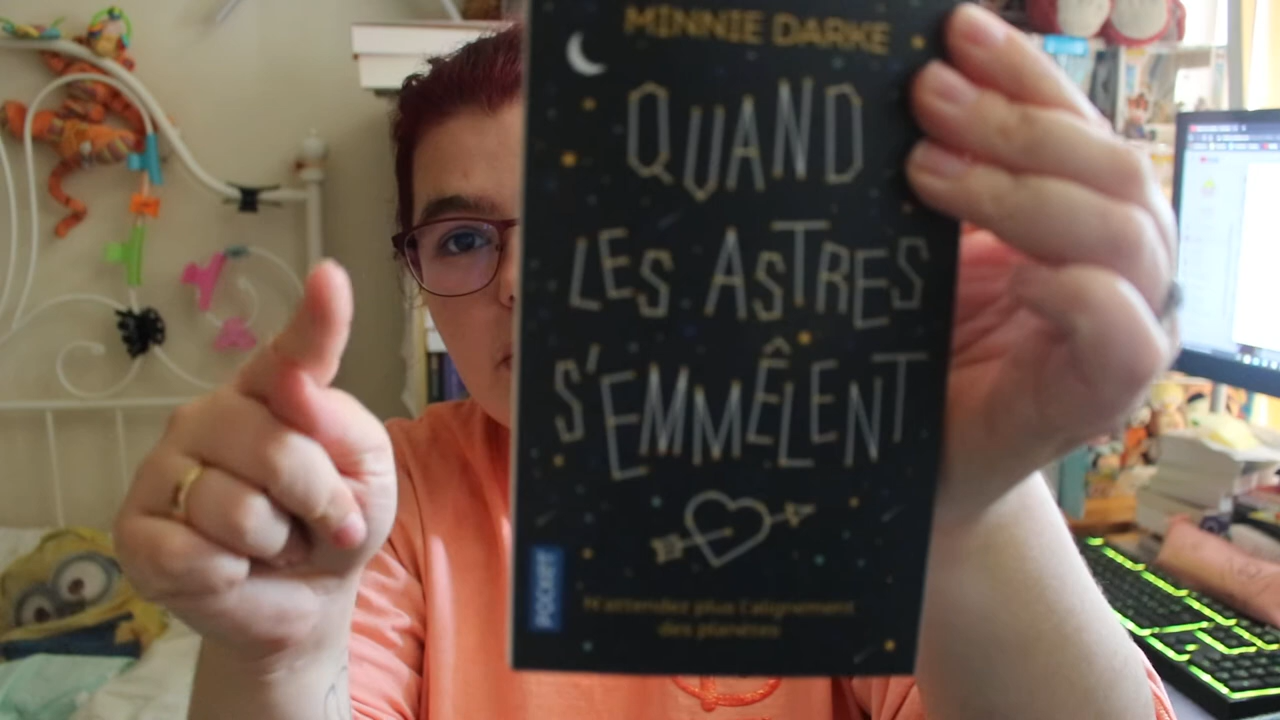 MINNIE DARKE
QUAND
LES ASTRES
S'EMMÊLENT
POCKET
N'attendez plus l'alignement
des planètes